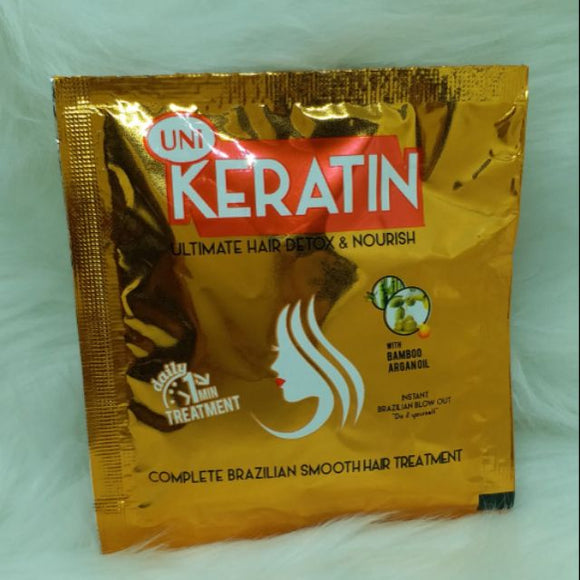 UNI
KERATIN
ULTIMATE HAIR DETOX & NOURISH
WITH
BAMBOO
ARGAN OIL
daily
1
MIN
TREATMENT
INSTANT
BRAZILIAN BLOW OUT
"Do it yourself"
COMPLETE BRAZILIAN SMOOTH HAIR TREATMENT